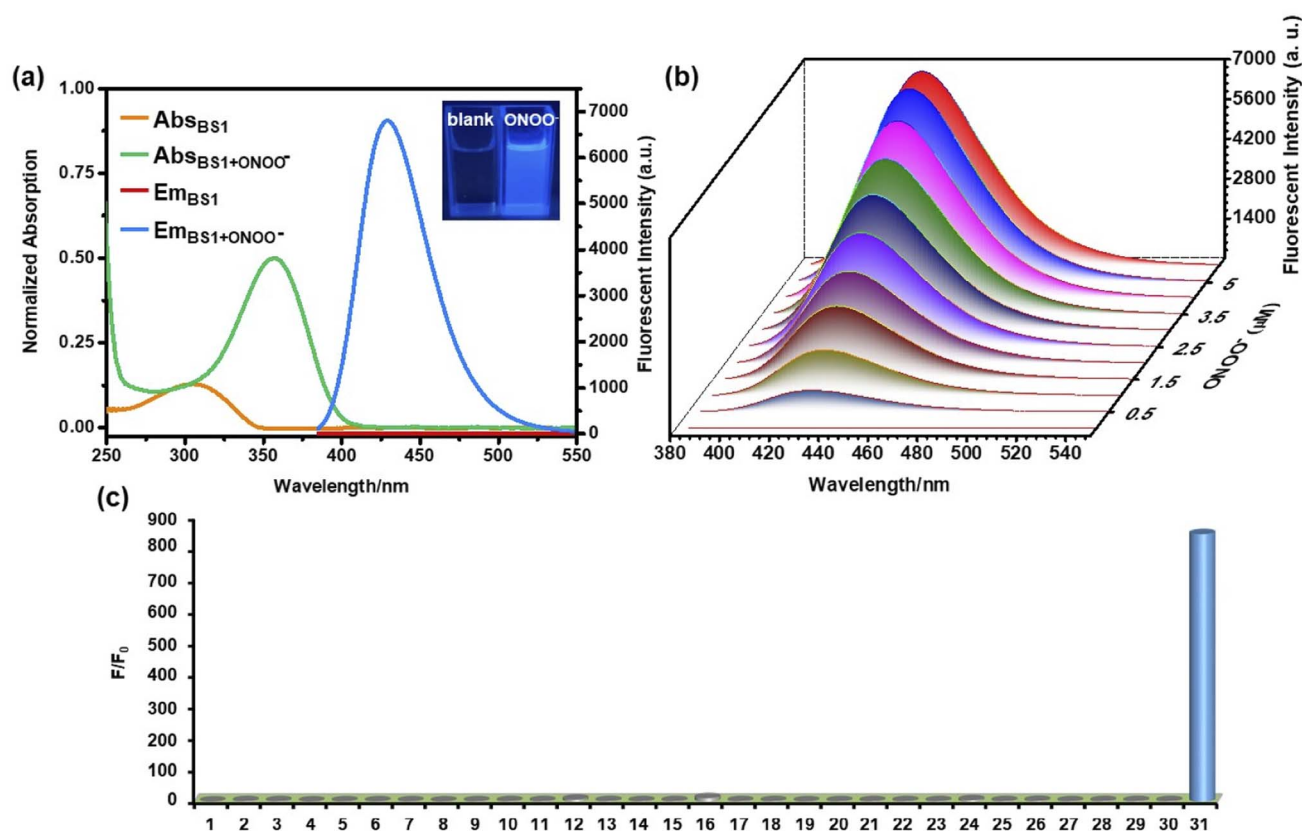 (a)
1.00
0.75
0.50
0.25
0.00
Normalized Absorption
Abs_BS1
Abs_BS1+ONOO⁻
Em_BS1
Em_BS1+ONOO⁻
blank ONOO⁻
7000
6000
5000
4000
3000
2000
1000
0
Fluorescent Intensity (a.u.)
250 300 350 400 450 500 550
Wavelength/nm
(b)
7000
5600
4200
2800
1400
Fluorescent Intensity (a. u.)
5
3.5
2.5
1.5
0.5
ONOO⁻ (μM)
380 400 420 440 460 480 500 520 540
Wavelength/nm
(c)
900
800
700
600
500
400
300
200
100
0
F/F₀
1 2 3 4 5 6 7 8 9 10 11 12 13 14 15 16 17 18 19 20 21 22 23 24 25 26 27 28 29 30 31